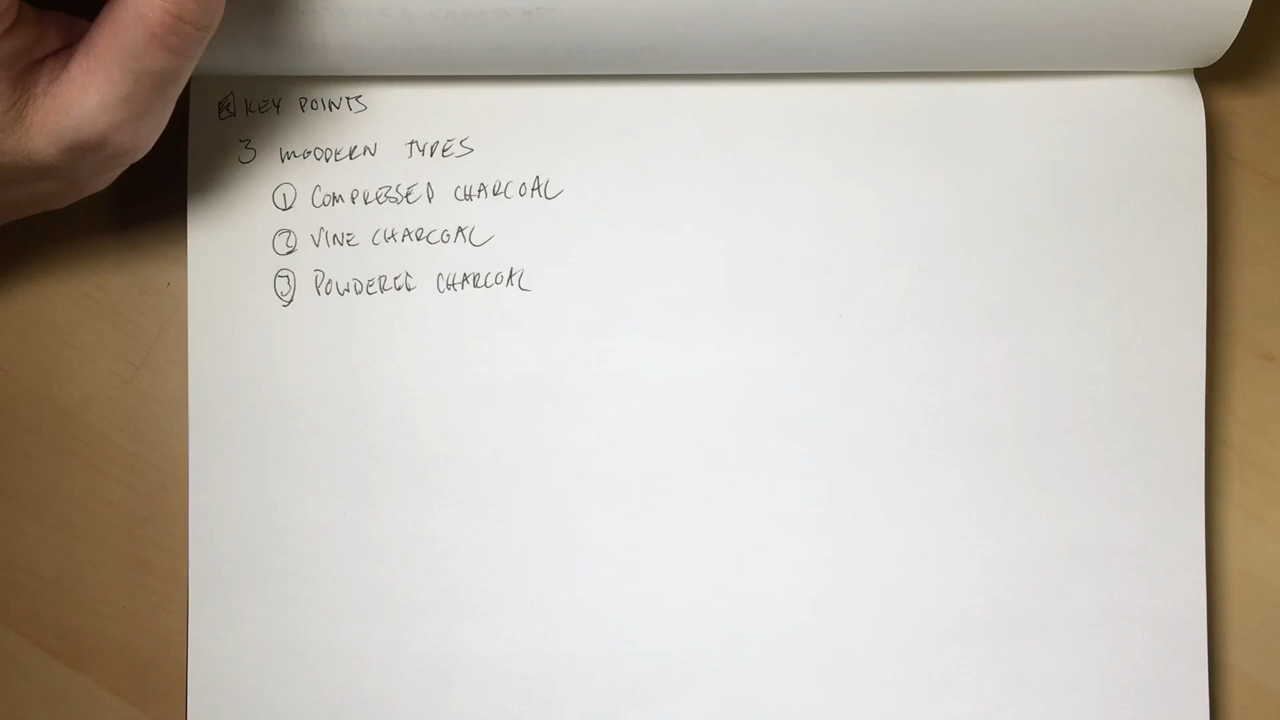 KEY POINTS
3 MODERN TYPES
① COMPRESSED CHARCOAL
② VINE CHARCOAL
③ POWDERED CHARCOAL